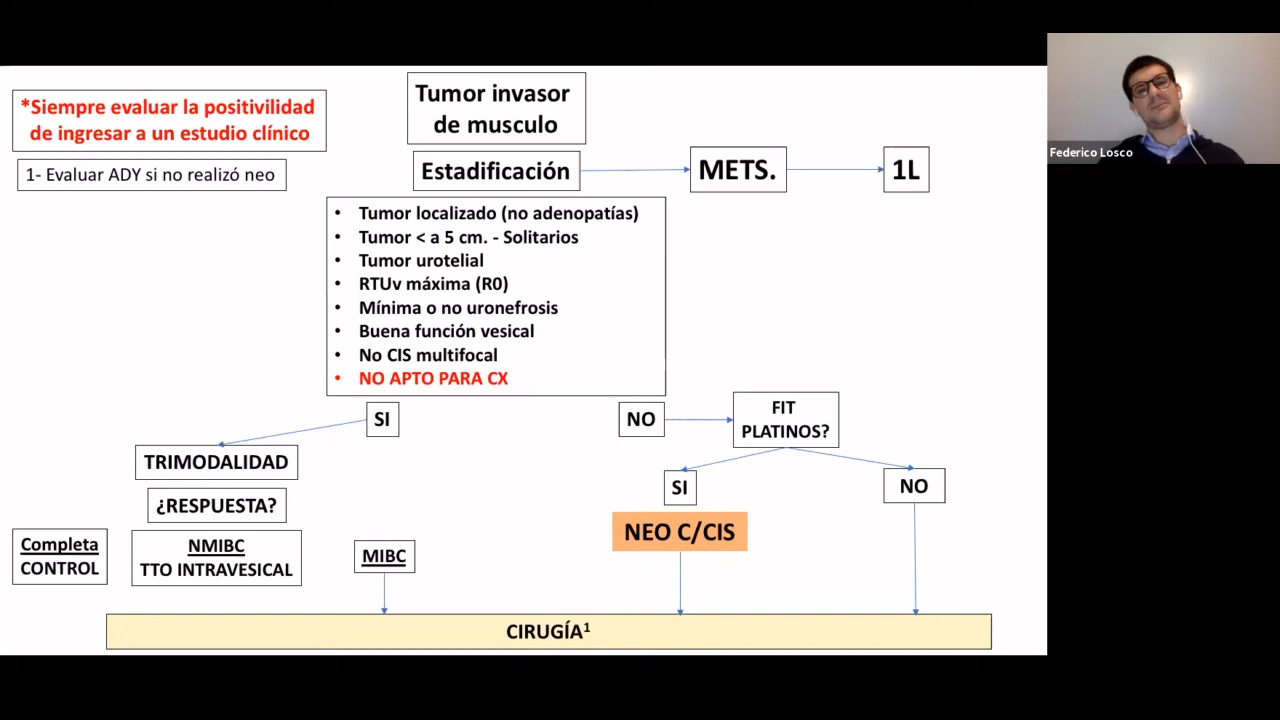 *Siempre evaluar la positivilidad
de ingresar a un estudio clínico
1- Evaluar ADY si no realizó neo
Tumor invasor
de musculo
Estadificación
METS.
1L
• Tumor localizado (no adenopatías)
• Tumor < a 5 cm. - Solitarios
• Tumor urotelial
• RTUv máxima (R0)
• Mínima o no uronefrosis
• Buena función vesical
• No CIS multifocal
• NO APTO PARA CX
SI
NO
FIT
PLATINOS?
TRIMODALIDAD
¿RESPUESTA?
SI
NO
Completa
CONTROL
NMIBC
TTO INTRAVESICAL
MIBC
NEO C/CIS
CIRUGÍA¹
Federico Losco